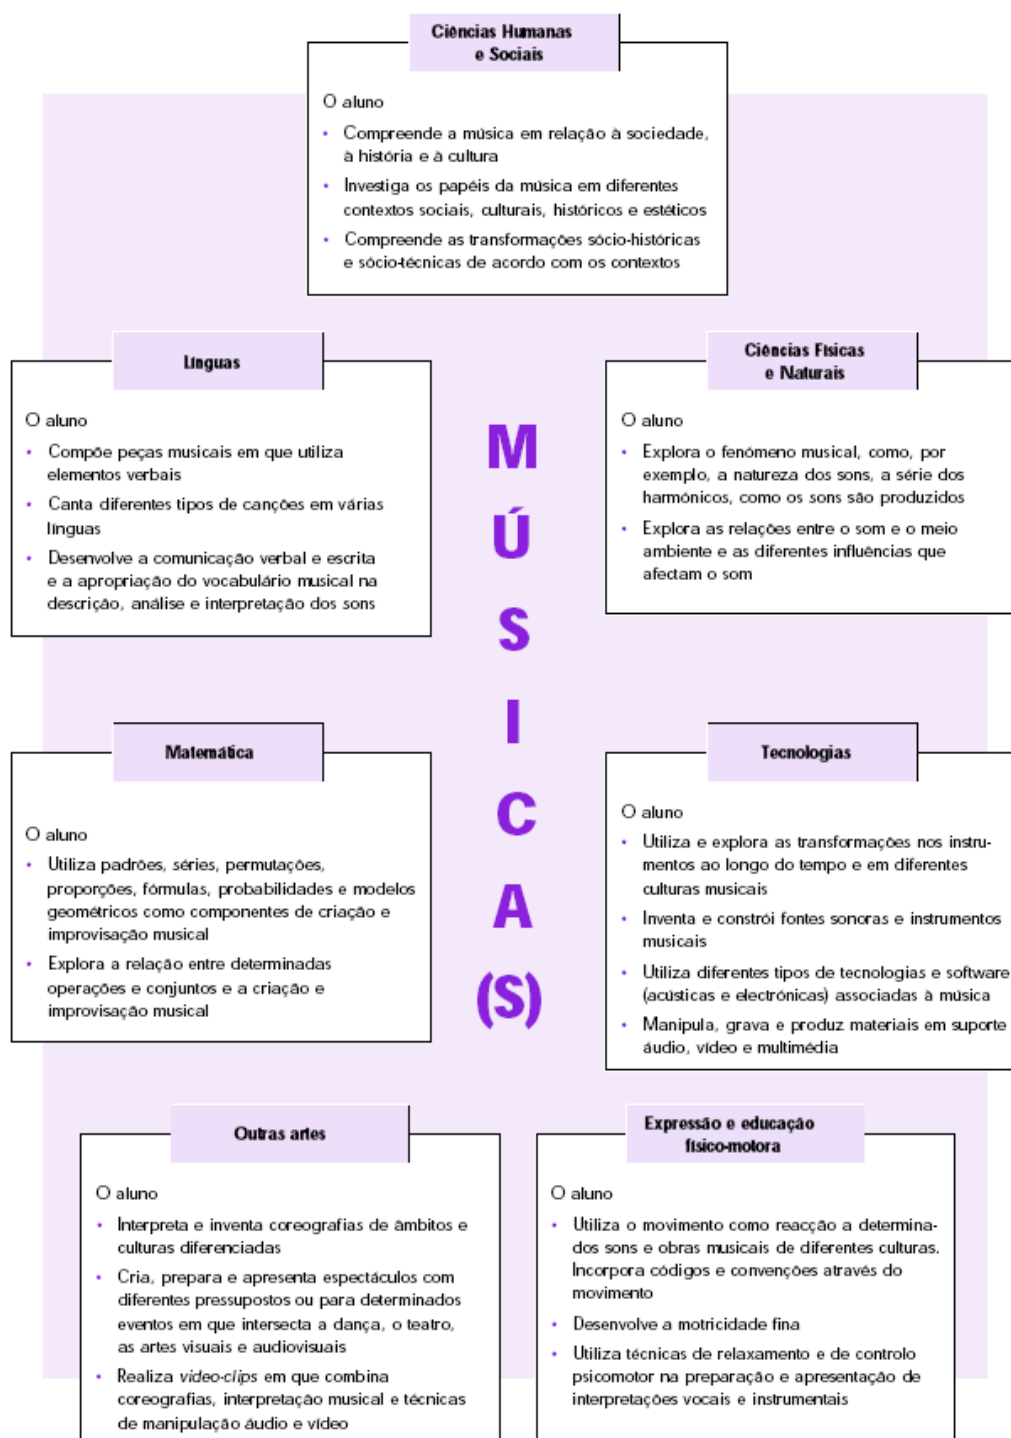 Ciências Humanas
e Sociais
O aluno
• Compreende a música em relação à sociedade,
à história e à cultura
• Investiga os papéis da música em diferentes
contextos sociais, culturais, históricos e estéticos
• Compreende as transformações sócio-históricas
e sócio-técnicas de acordo com os contextos
Línguas
O aluno
• Compõe peças musicais em que utiliza
elementos verbais
• Canta diferentes tipos de canções em várias
línguas
• Desenvolve a comunicação verbal e escrita
e a apropriação do vocabulário musical na
descrição, análise e interpretação dos sons
Ciências Físicas
e Naturais
O aluno
• Explora o fenómeno musical, como, por
exemplo, a natureza dos sons, a série dos
harmónicos, como os sons são produzidos
• Explora as relações entre o som e o meio
ambiente e as diferentes influências que
afectam o som
M
Ú
S
I
C
A
(S)
Matemática
O aluno
• Utiliza padrões, séries, permutações,
proporções, fórmulas, probabilidades e modelos
geométricos como componentes de criação e
improvisação musical
• Explora a relação entre determinadas
operações e conjuntos e a criação e
improvisação musical
Tecnologias
O aluno
• Utiliza e explora as transformações nos instru-
mentos ao longo do tempo e em diferentes
culturas musicais
• Inventa e constrói fontes sonoras e instrumentos
musicais
• Utiliza diferentes tipos de tecnologias e software
(acústicas e electrónicas) associadas à música
• Manipula, grava e produz materiais em suporte
áudio, vídeo e multimédia
Outras artes
O aluno
• Interpreta e inventa coreografias de âmbitos e
culturas diferenciadas
• Cria, prepara e apresenta espectáculos com
diferentes pressupostos ou para determinados
eventos em que intersecta a dança, o teatro,
as artes visuais e audiovisuais
• Realiza video-clips em que combina
coreografias, interpretação musical e técnicas
de manipulação áudio e vídeo
Expressão e educação
físico-motora
O aluno
• Utiliza o movimento como reacção a determina-
dos sons e obras musicais de diferentes culturas.
Incorpora códigos e convenções através do
movimento
• Desenvolve a motricidade fina
• Utiliza técnicas de relaxamento e de controlo
psicomotor na preparação e apresentação de
interpretações vocais e instrumentais